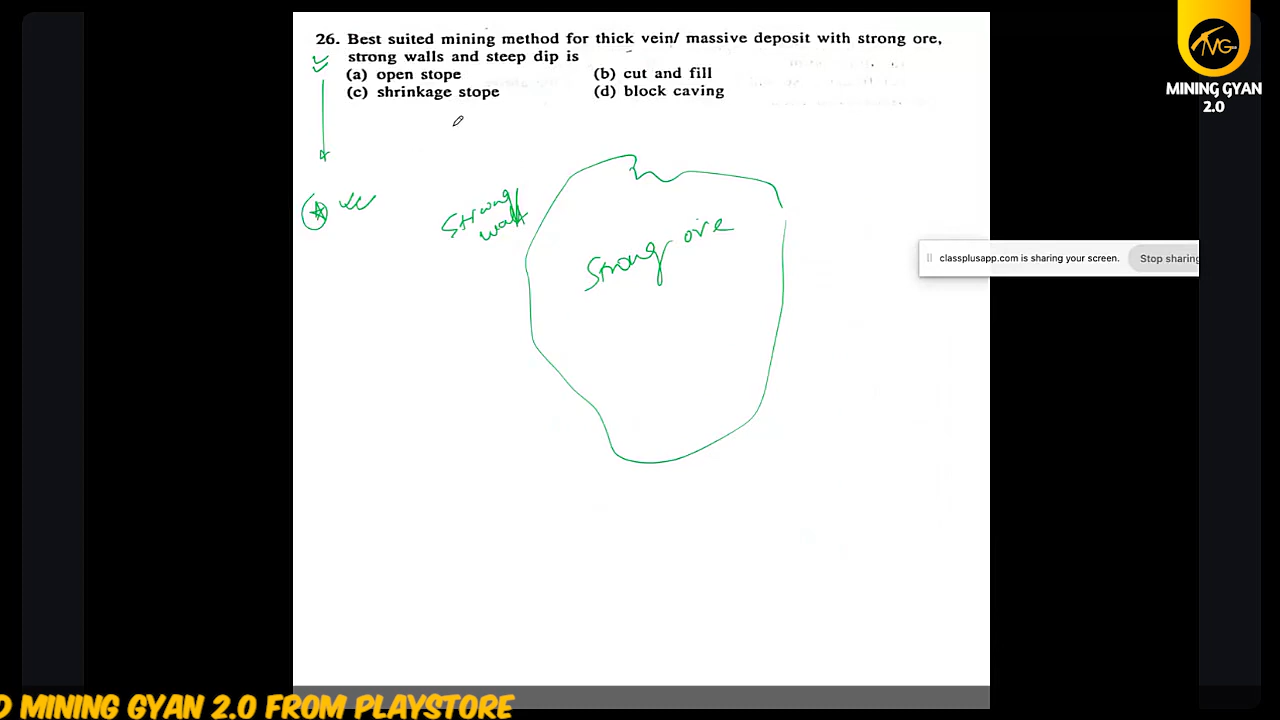 26. Best suited mining method for thick vein/ massive deposit with strong ore,
strong walls and steep dip is
(a) open stope (b) cut and fill
(c) shrinkage stope (d) block caving
Strong
wall
Strong ore
MINING GYAN
2.0
classplusapp.com is sharing your screen. Stop sharing
D MINING GYAN 2.0 FROM PLAYSTORE